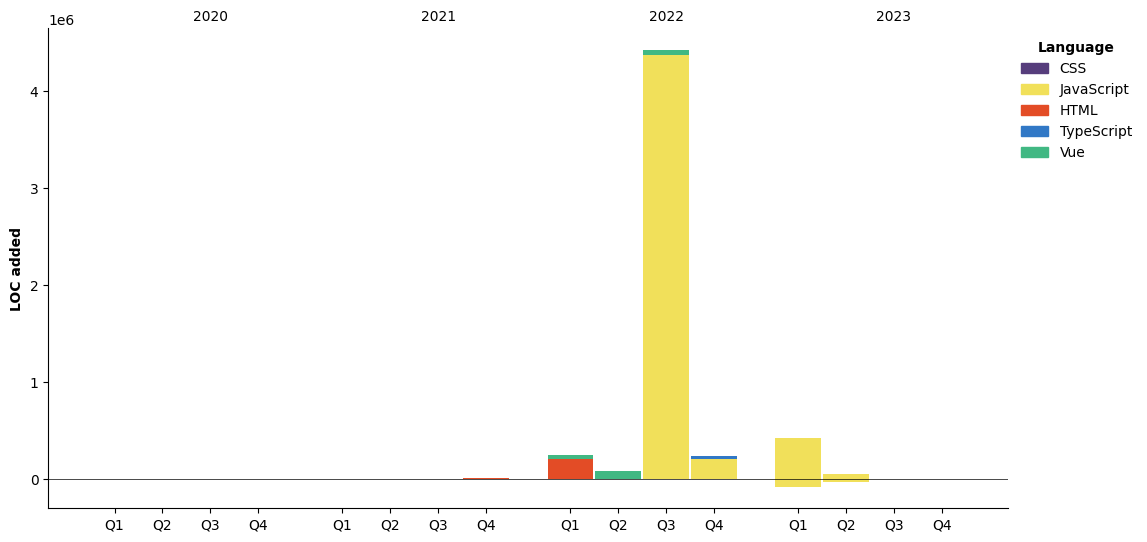 2020 2021 2022 2023
1e6
Language
CSS
JavaScript
HTML
TypeScript
Vue
LOC added
4
3
2
1
0
Q1 Q2 Q3 Q4 Q1 Q2 Q3 Q4 Q1 Q2 Q3 Q4 Q1 Q2 Q3 Q4